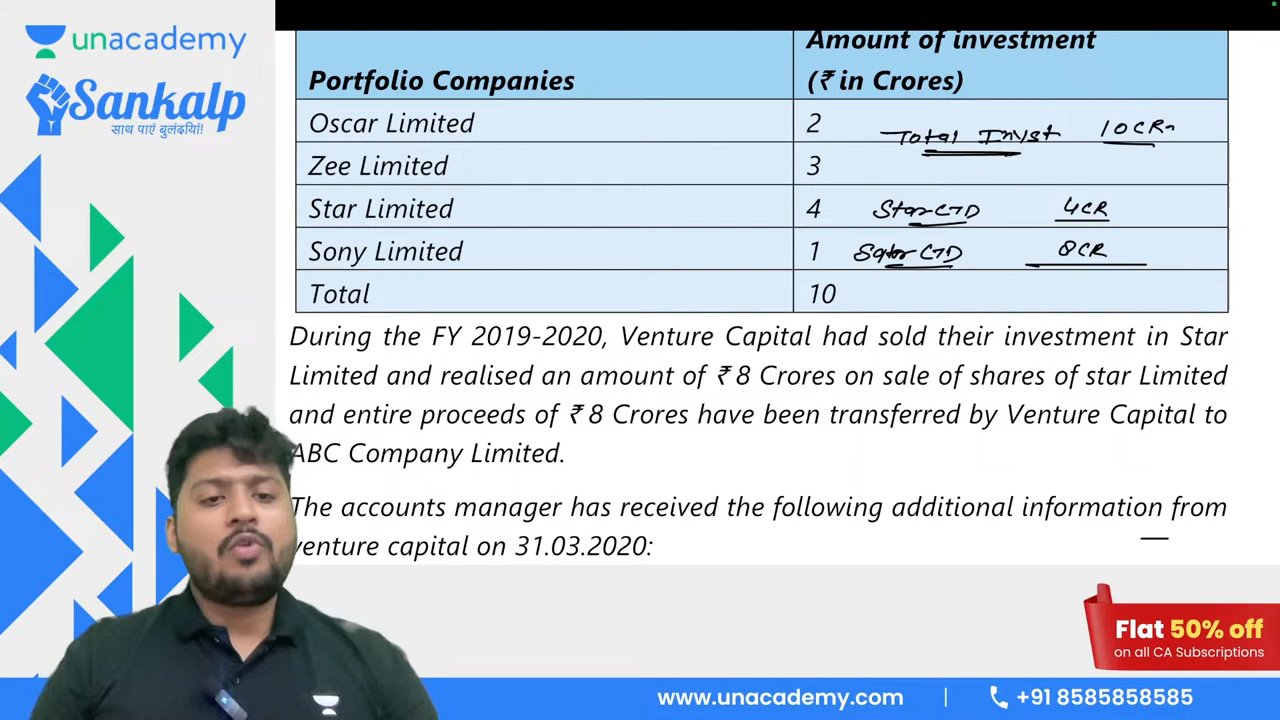 unacademy
Sankalp
साथ पाएं बुलंदियां!
Portfolio Companies
Amount of investment
(₹ in Crores)
Oscar Limited 2
Total Invst 10CR
Zee Limited 3
Star Limited 4 Star LTD 4CR
Sony Limited 1 LTD 8CR
Total 10
During the FY 2019-2020, Venture Capital had sold their investment in Star
Limited and realised an amount of ₹ 8 Crores on sale of shares of star Limited
and entire proceeds of ₹ 8 Crores have been transferred by Venture Capital to
ABC Company Limited.
The accounts manager has received the following additional information from
venture capital on 31.03.2020:
Flat 50% off
on all CA Subscriptions
www.unacademy.com | +91 8585858585